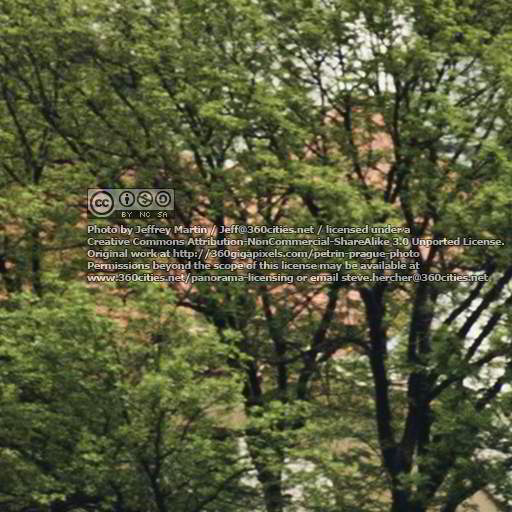 cc BY NC SA
Photo by Jeffrey Martin / Jeff@360cities.net / licensed under a
Creative Commons Attribution-NonCommercial-ShareAlike 3.0 Unported License.
Original work at http://360gigapixels.com/petrin-prague-photo
Permissions beyond the scope of this license may be available at
www.360cities.net/panorama-licensing or email steve.hercher@360cities.net